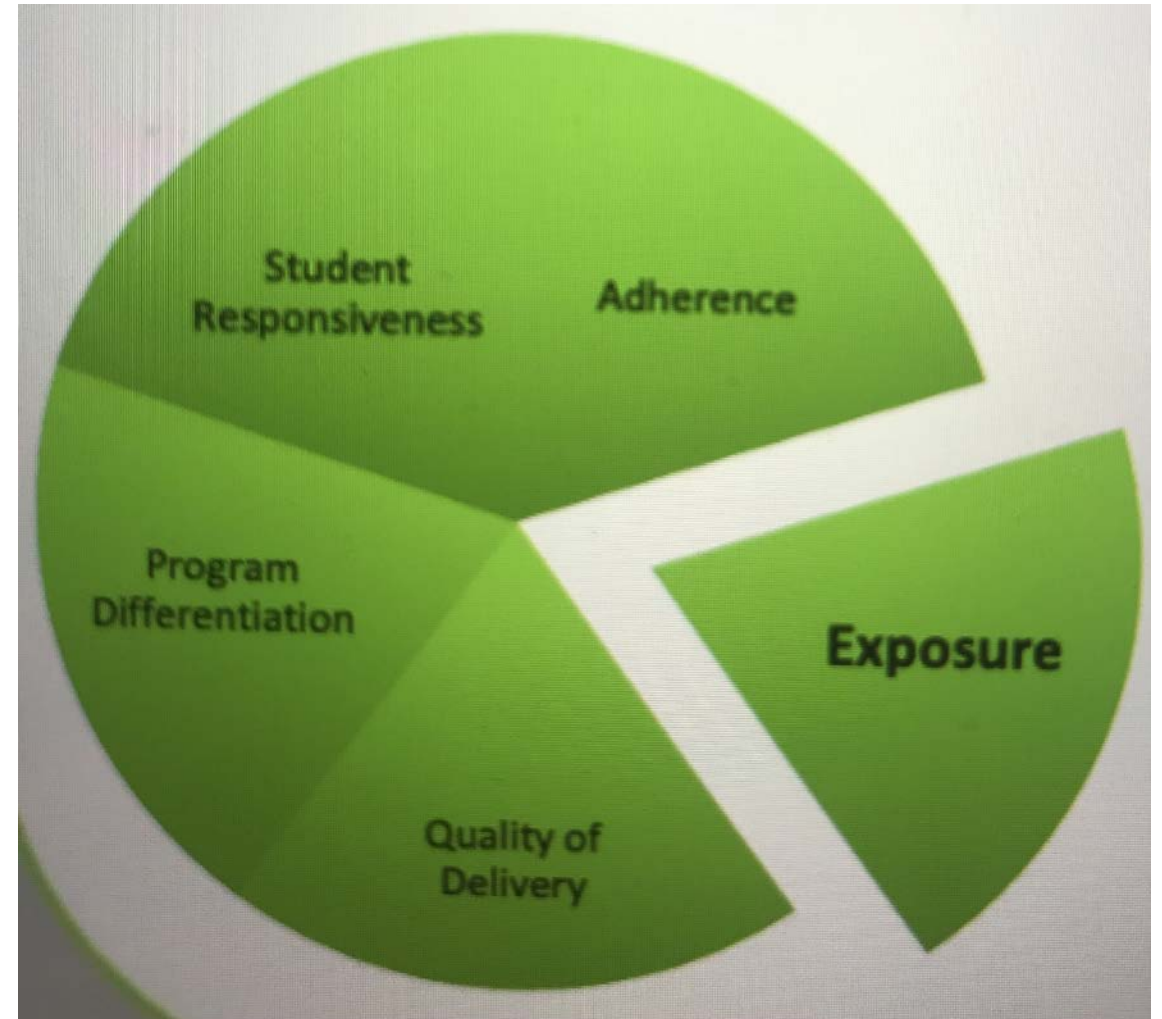 Student
Responsiveness
Adherence
Program
Differentiation
Exposure
Quality of
Delivery